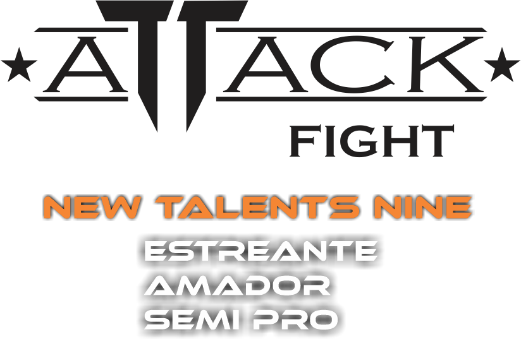 ATTACK
FIGHT
NEW TALENTS NINE
ESTREANTE
AMADOR
SEMI PRO